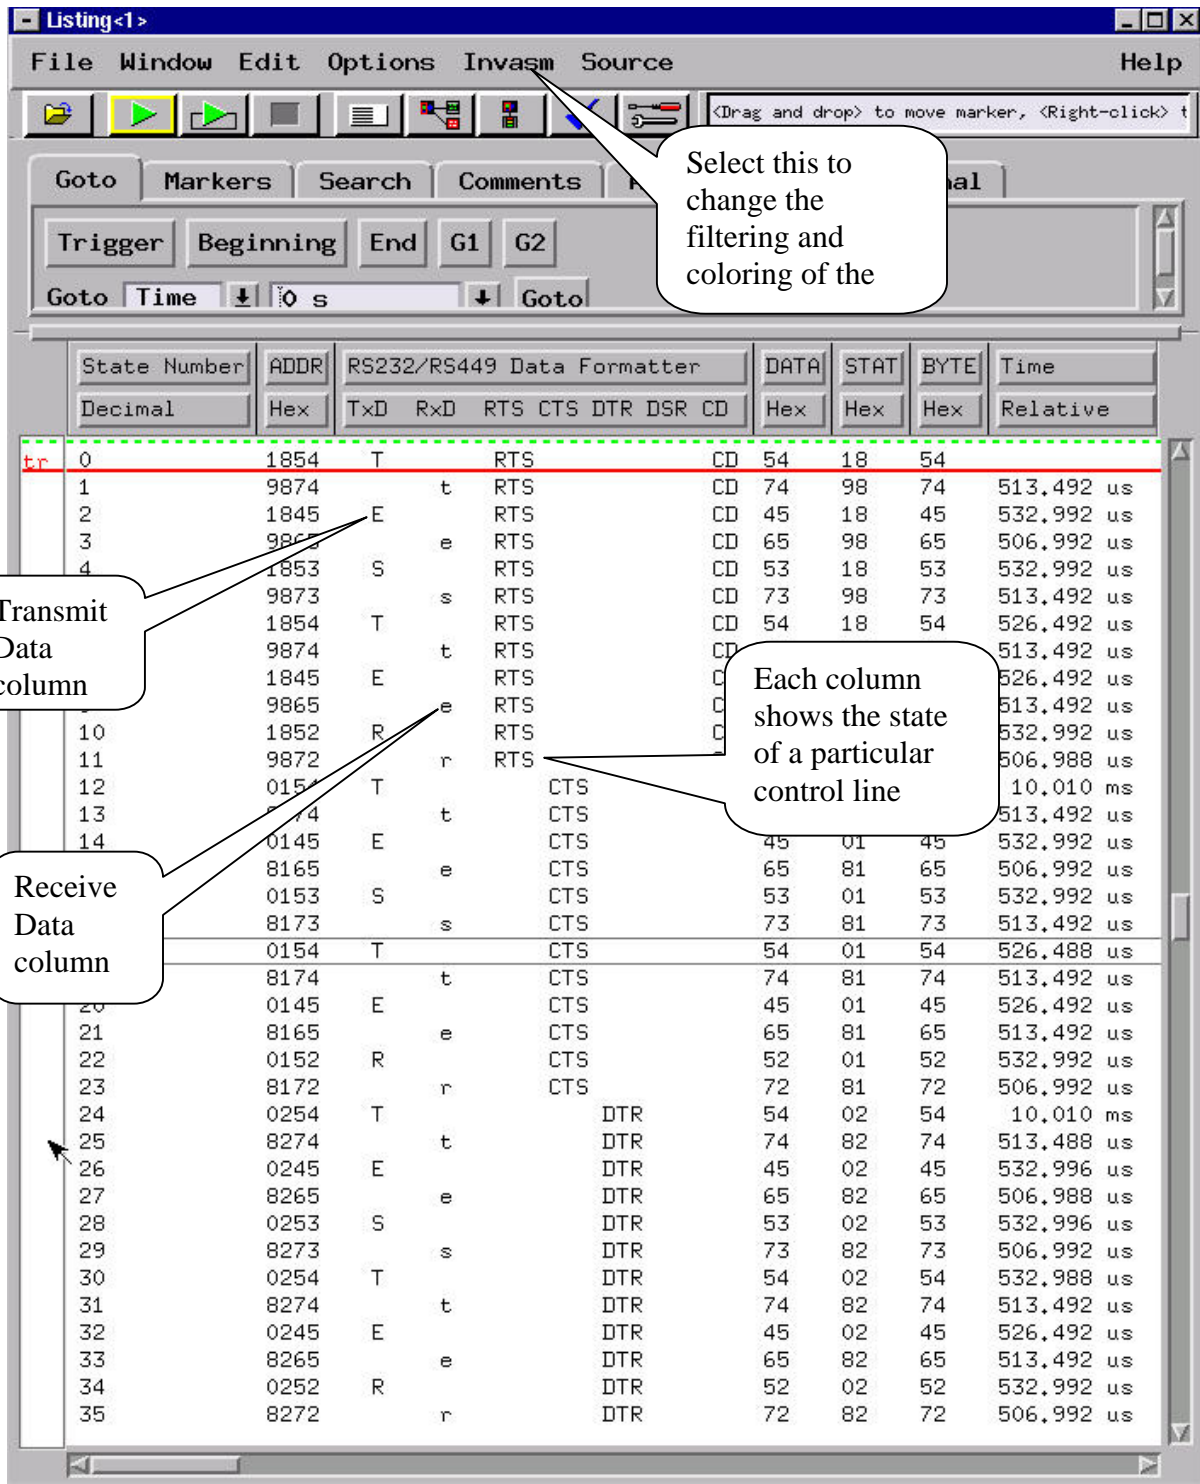 Listing<1>
File Window Edit Options Invasm Source Help
<Drag and drop> to move marker, <Right-click> t
Select this to
change the
filtering and
coloring of the
Goto Markers Search Comments
Trigger Beginning End G1 G2
Goto Time 0 s Goto
State Number ADDR RS232/RS449 Data Formatter DATA STAT BYTE Time
Decimal Hex TxD RxD RTS CTS DTR DSR CD Hex Hex Hex Relative
tr 0 1854 T RTS CD 54 18 54
1 9874 t RTS CD 74 98 74 513.492 us
2 1845 E RTS CD 45 18 45 532.992 us
3 9865 e RTS CD 65 98 65 506.992 us
4 1853 S RTS CD 53 18 53 532.992 us
9873 s RTS CD 73 98 73 513.492 us
1854 T RTS CD 54 18 54 526.492 us
9874 t RTS CD 513.492 us
1845 E RTS 526.492 us
9865 e RTS 513.492 us
10 1852 R RTS 532.992 us
11 9872 r RTS 506.988 us
12 0154 T CTS 10.010 ms
13 74 t CTS 513.492 us
14 0145 E CTS 45 01 45 532.992 us
8165 e CTS 65 81 65 506.992 us
0153 S CTS 53 01 53 532.992 us
8173 s CTS 73 81 73 513.492 us
0154 T CTS 54 01 54 526.488 us
8174 t CTS 74 81 74 513.492 us
20 0145 E CTS 45 01 45 526.492 us
21 8165 e CTS 65 81 65 513.492 us
22 0152 R CTS 52 01 52 532.992 us
23 8172 r CTS 72 81 72 506.992 us
24 0254 T DTR 54 02 54 10.010 ms
25 8274 t DTR 74 82 74 513.488 us
26 0245 E DTR 45 02 45 532.996 us
27 8265 e DTR 65 82 65 506.988 us
28 0253 S DTR 53 02 53 532.996 us
29 8273 s DTR 73 82 73 506.992 us
30 0254 T DTR 54 02 54 532.988 us
31 8274 t DTR 74 82 74 513.492 us
32 0245 E DTR 45 02 45 526.492 us
33 8265 e DTR 65 82 65 513.492 us
34 0252 R DTR 52 02 52 532.992 us
35 8272 r DTR 72 82 72 506.992 us
Transmit
Data
column
Each column
shows the state
of a particular
control line
Receive
Data
column